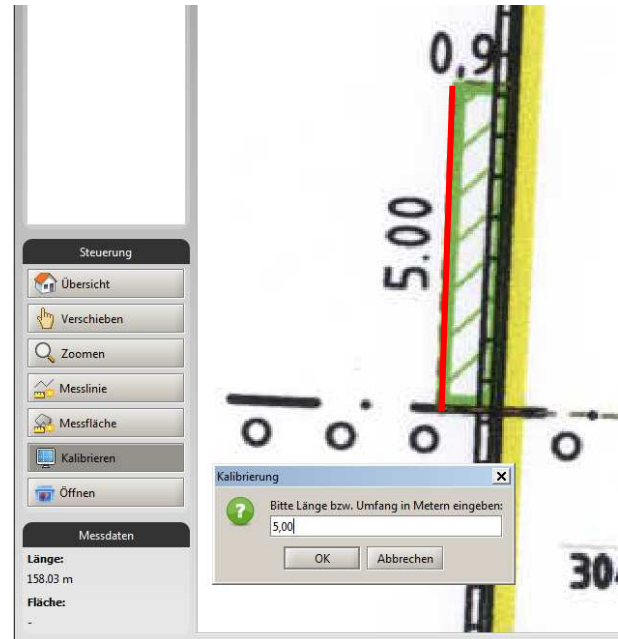 Steuerung
Übersicht
Verschieben
Zoomen
Messlinie
Messfläche
Kalibrieren
Öffnen
Messdaten
Länge:
158.03 m
Fläche:
-
0,9
5.00
Kalibrierung
Bitte Länge bzw. Umfang in Metern eingeben:
5,00
OK
Abbrechen